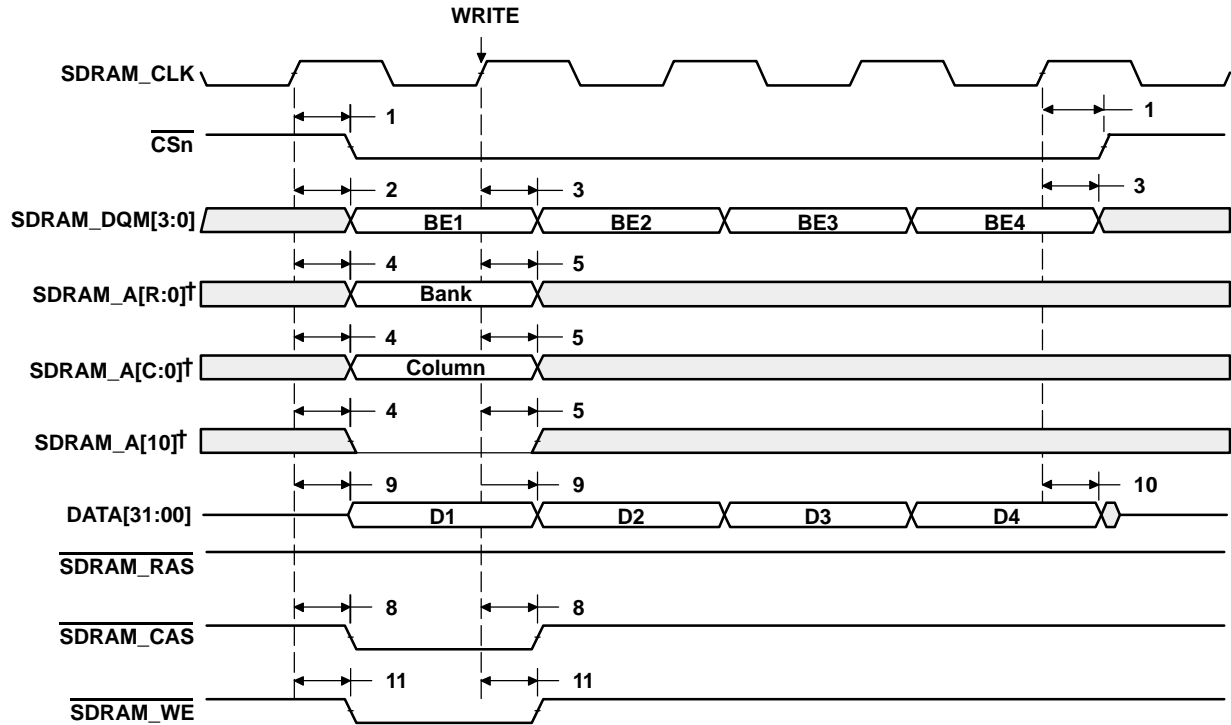 WRITE
SDRAM_CLK
1 1
CSn
2 3 3
SDRAM_DQM[3:0] BE1 BE2 BE3 BE4
4 5
SDRAM_A[R:0]† Bank
4 5
SDRAM_A[C:0]† Column
4 5
SDRAM_A[10]†
9 9 10
DATA[31:00] D1 D2 D3 D4
SDRAM_RAS
8 8
SDRAM_CAS
11 11
SDRAM_WE